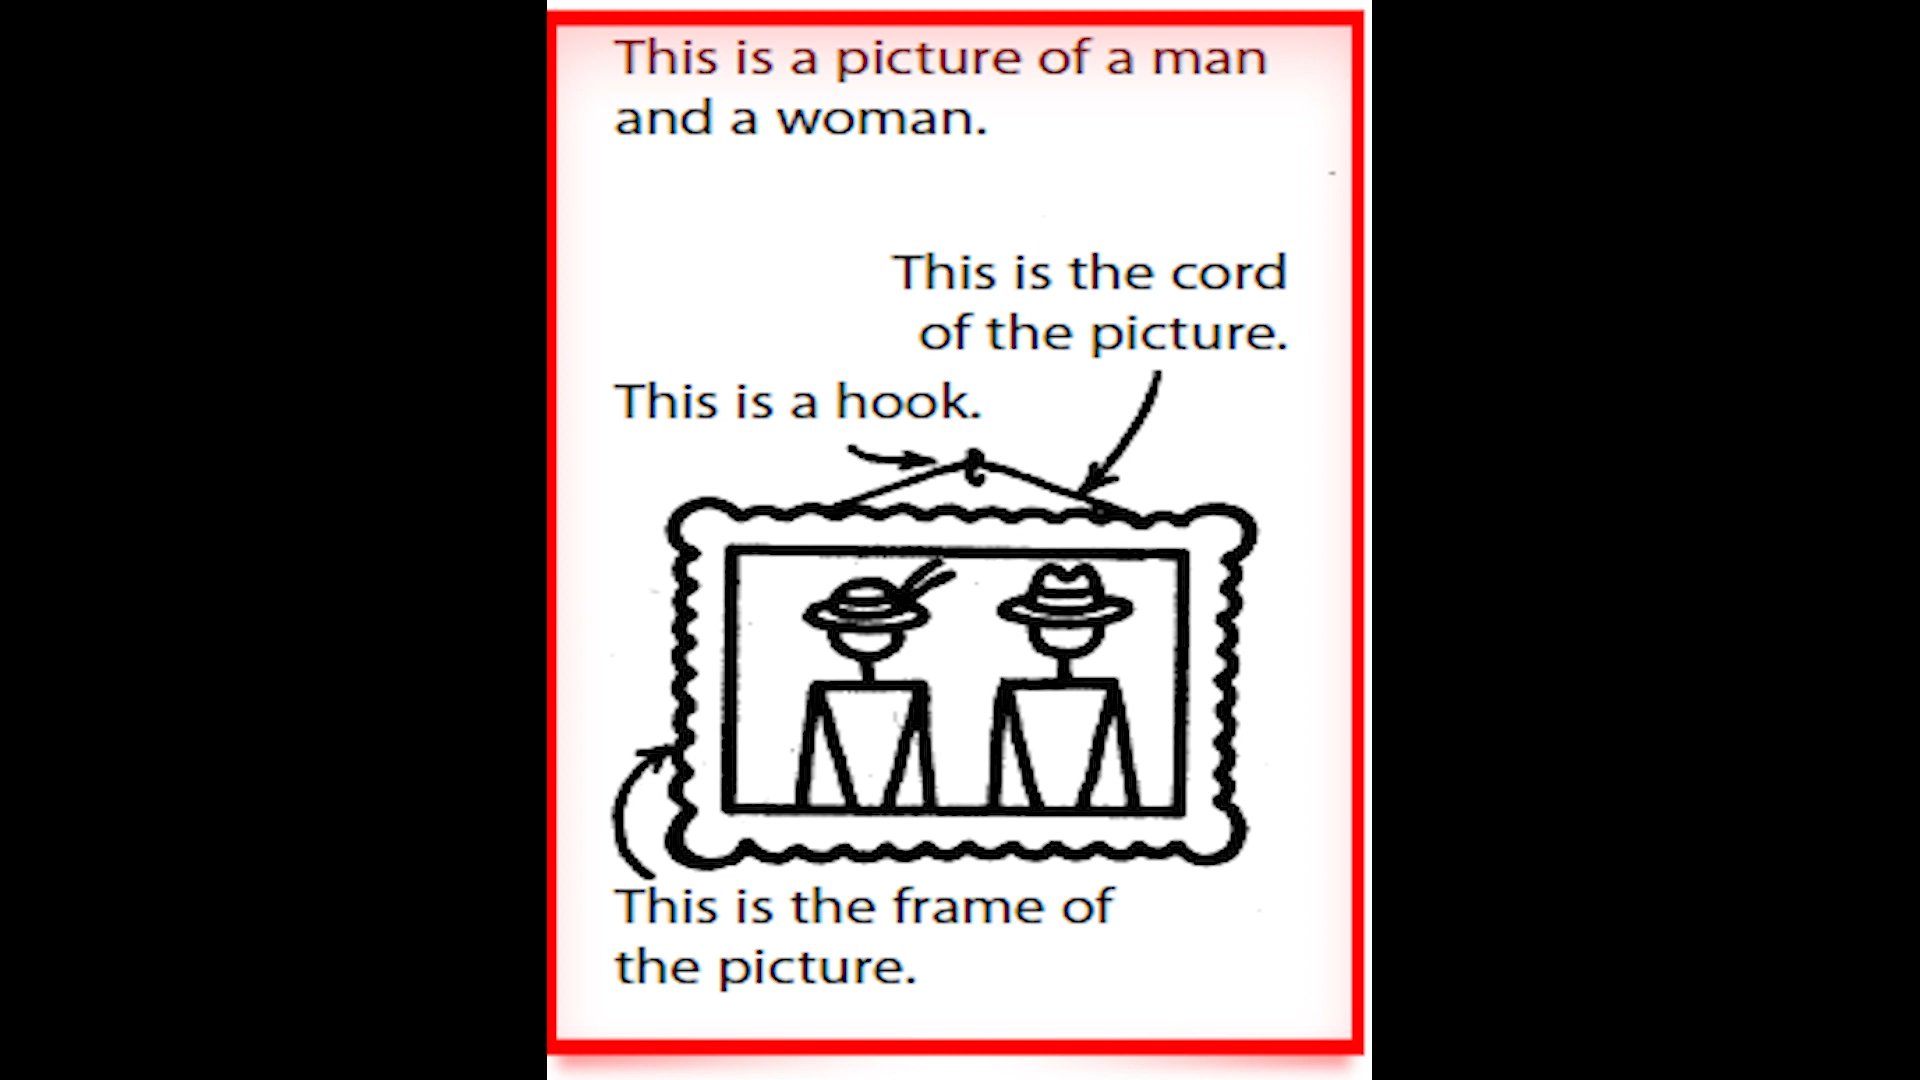 This is a picture of a man
and a woman.
This is the cord
of the picture.
This is a hook.
This is the frame of
the picture.